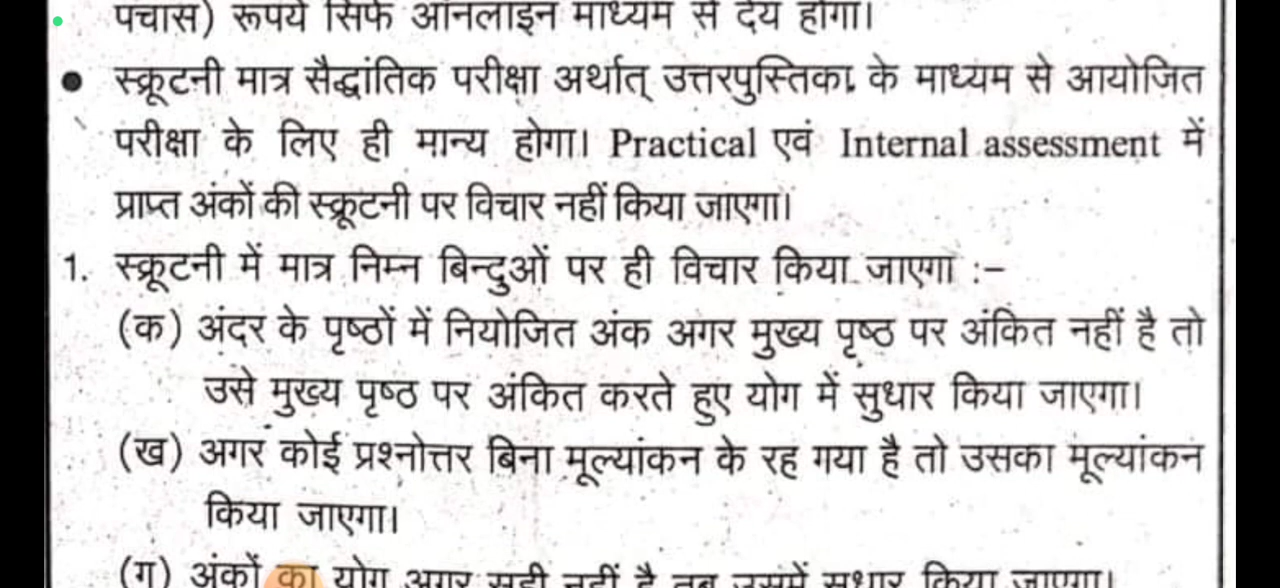 पचास) रूपये सिर्फ ऑनलाइन माध्यम से देय होगा।
● स्क्रूटनी मात्र सैद्धांतिक परीक्षा अर्थात् उत्तरपुस्तिका के माध्यम से आयोजित
परीक्षा के लिए ही मान्य होगा। Practical एवं Internal assessment में
प्राप्त अंकों की स्क्रूटनी पर विचार नहीं किया जाएगा।
1. स्क्रूटनी में मात्र निम्न बिन्दुओं पर ही विचार किया जाएगा :–
(क) अंदर के पृष्ठों में नियोजित अंक अगर मुख्य पृष्ठ पर अंकित नहीं है तो
उसे मुख्य पृष्ठ पर अंकित करते हुए योग में सुधार किया जाएगा।
(ख) अगर कोई प्रश्नोत्तर बिना मूल्यांकन के रह गया है तो उसका मूल्यांकन
किया जाएगा।
(ग) अंकों का योग अगर सही नहीं है तब उसमें सुधार किया जाएगा।